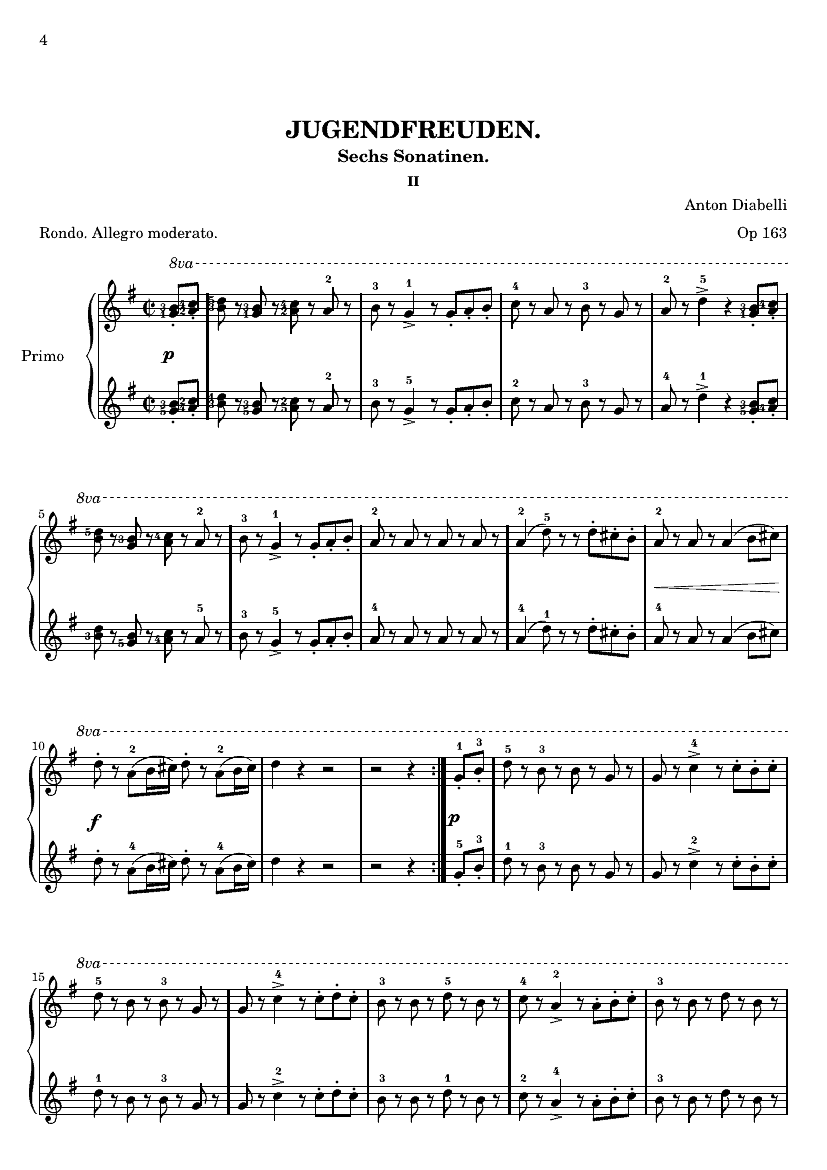 4
JUGENDFREUDEN.
Sechs Sonatinen.
II
Anton Diabelli
Rondo. Allegro moderato. Op 163
8va
Primo
p
8va
5
8va
10
f p
8va
15